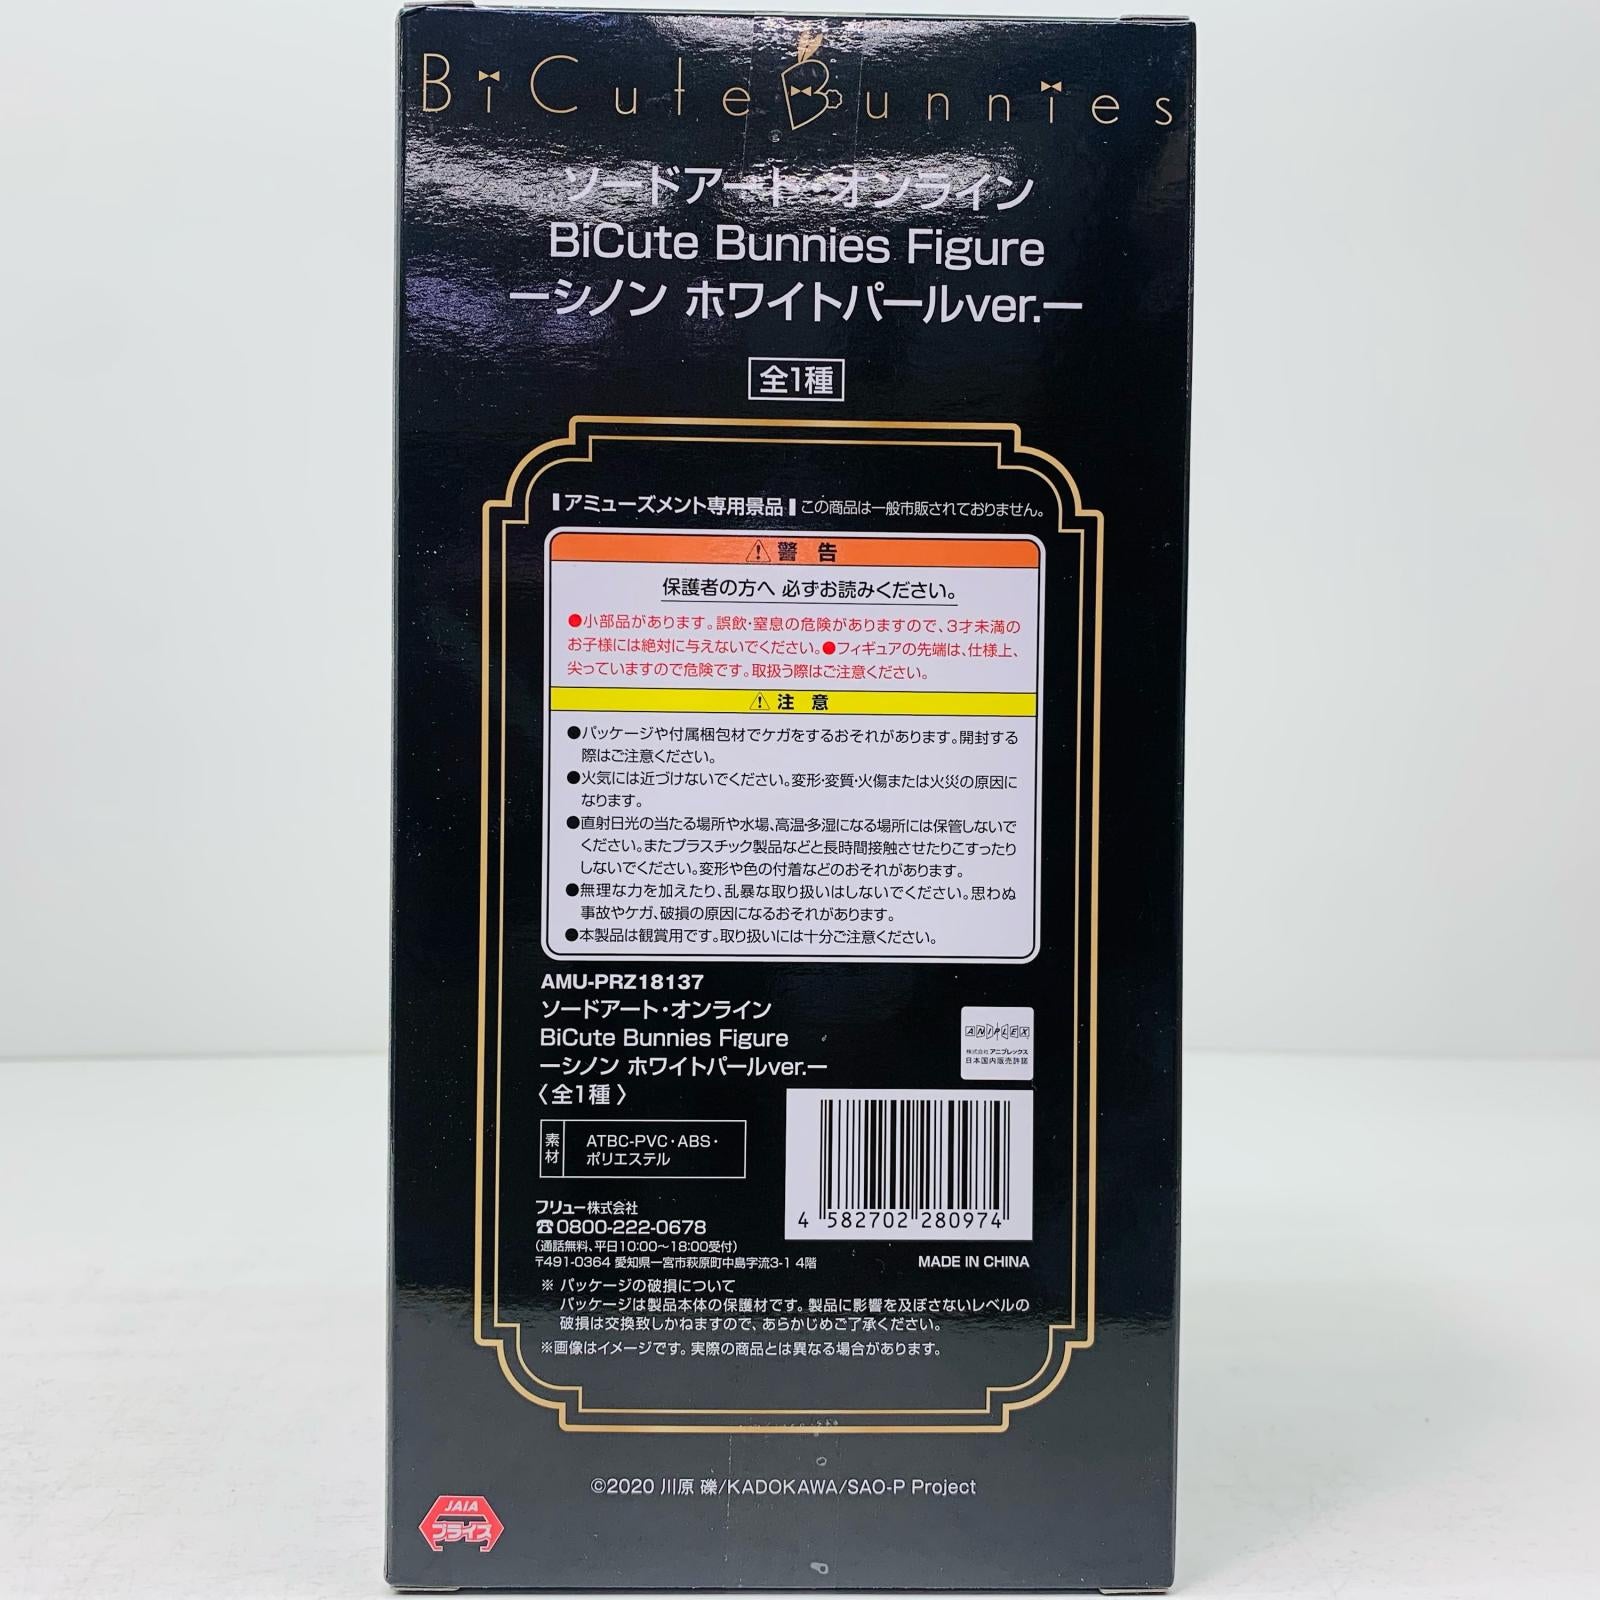 BiCute Bunnies
ソードアート・オンライン
BiCute Bunnies Figure
ーシノン ホワイトパールver.ー
全1種
アミューズメント専用景品 この商品は一般市販されておりません。
⚠警 告
保護者の方へ 必ずお読みください。
●小部品があります。誤飲・窒息の危険がありますので、3才未満の
お子様には絶対に与えないでください。●フィギュアの先端は、仕様上、
尖っていますので危険です。取扱う際はご注意ください。
⚠注 意
●パッケージや付属梱包材でケガをするおそれがあります。開封する
際はご注意ください。
●火気には近づけないでください。変形・変質・火傷または火災の原因に
なります。
●直射日光の当たる場所や水場、高温・多湿になる場所には保管しないで
ください。またプラスチック製品などと長時間接触させたりこすったり
しないでください。変形や色の付着などのおそれがあります。
●無理な力を加えたり、乱暴な取り扱いはしないでください。思わぬ
事故やケガ、破損の原因になるおそれがあります。
●本製品は観賞用です。取り扱いには十分ご注意ください。
AMU-PRZ18137
ソードアート・オンライン
BiCute Bunnies Figure
ーシノン ホワイトパールver.ー
〈全1種〉
ANIPLEX
株式会社 アニプレックス
日本国内販売許諾
素材
ATBC-PVC・ABS・
ポリエステル
4 582702 280974
フリュー株式会社
☎0800-222-0678
(通話無料、平日10:00〜18:00受付)
〒491-0364 愛知県一宮市萩原町中島字流3-1 4階
MADE IN CHINA
※ パッケージの破損について
パッケージは製品本体の保護材です。製品に影響を及ぼさないレベルの
破損は交換致しかねますので、あらかじめご了承ください。
※画像はイメージです。実際の商品とは異なる場合があります。
©2020 川原 礫/KADOKAWA/SAO-P Project
JAIA
プライズ